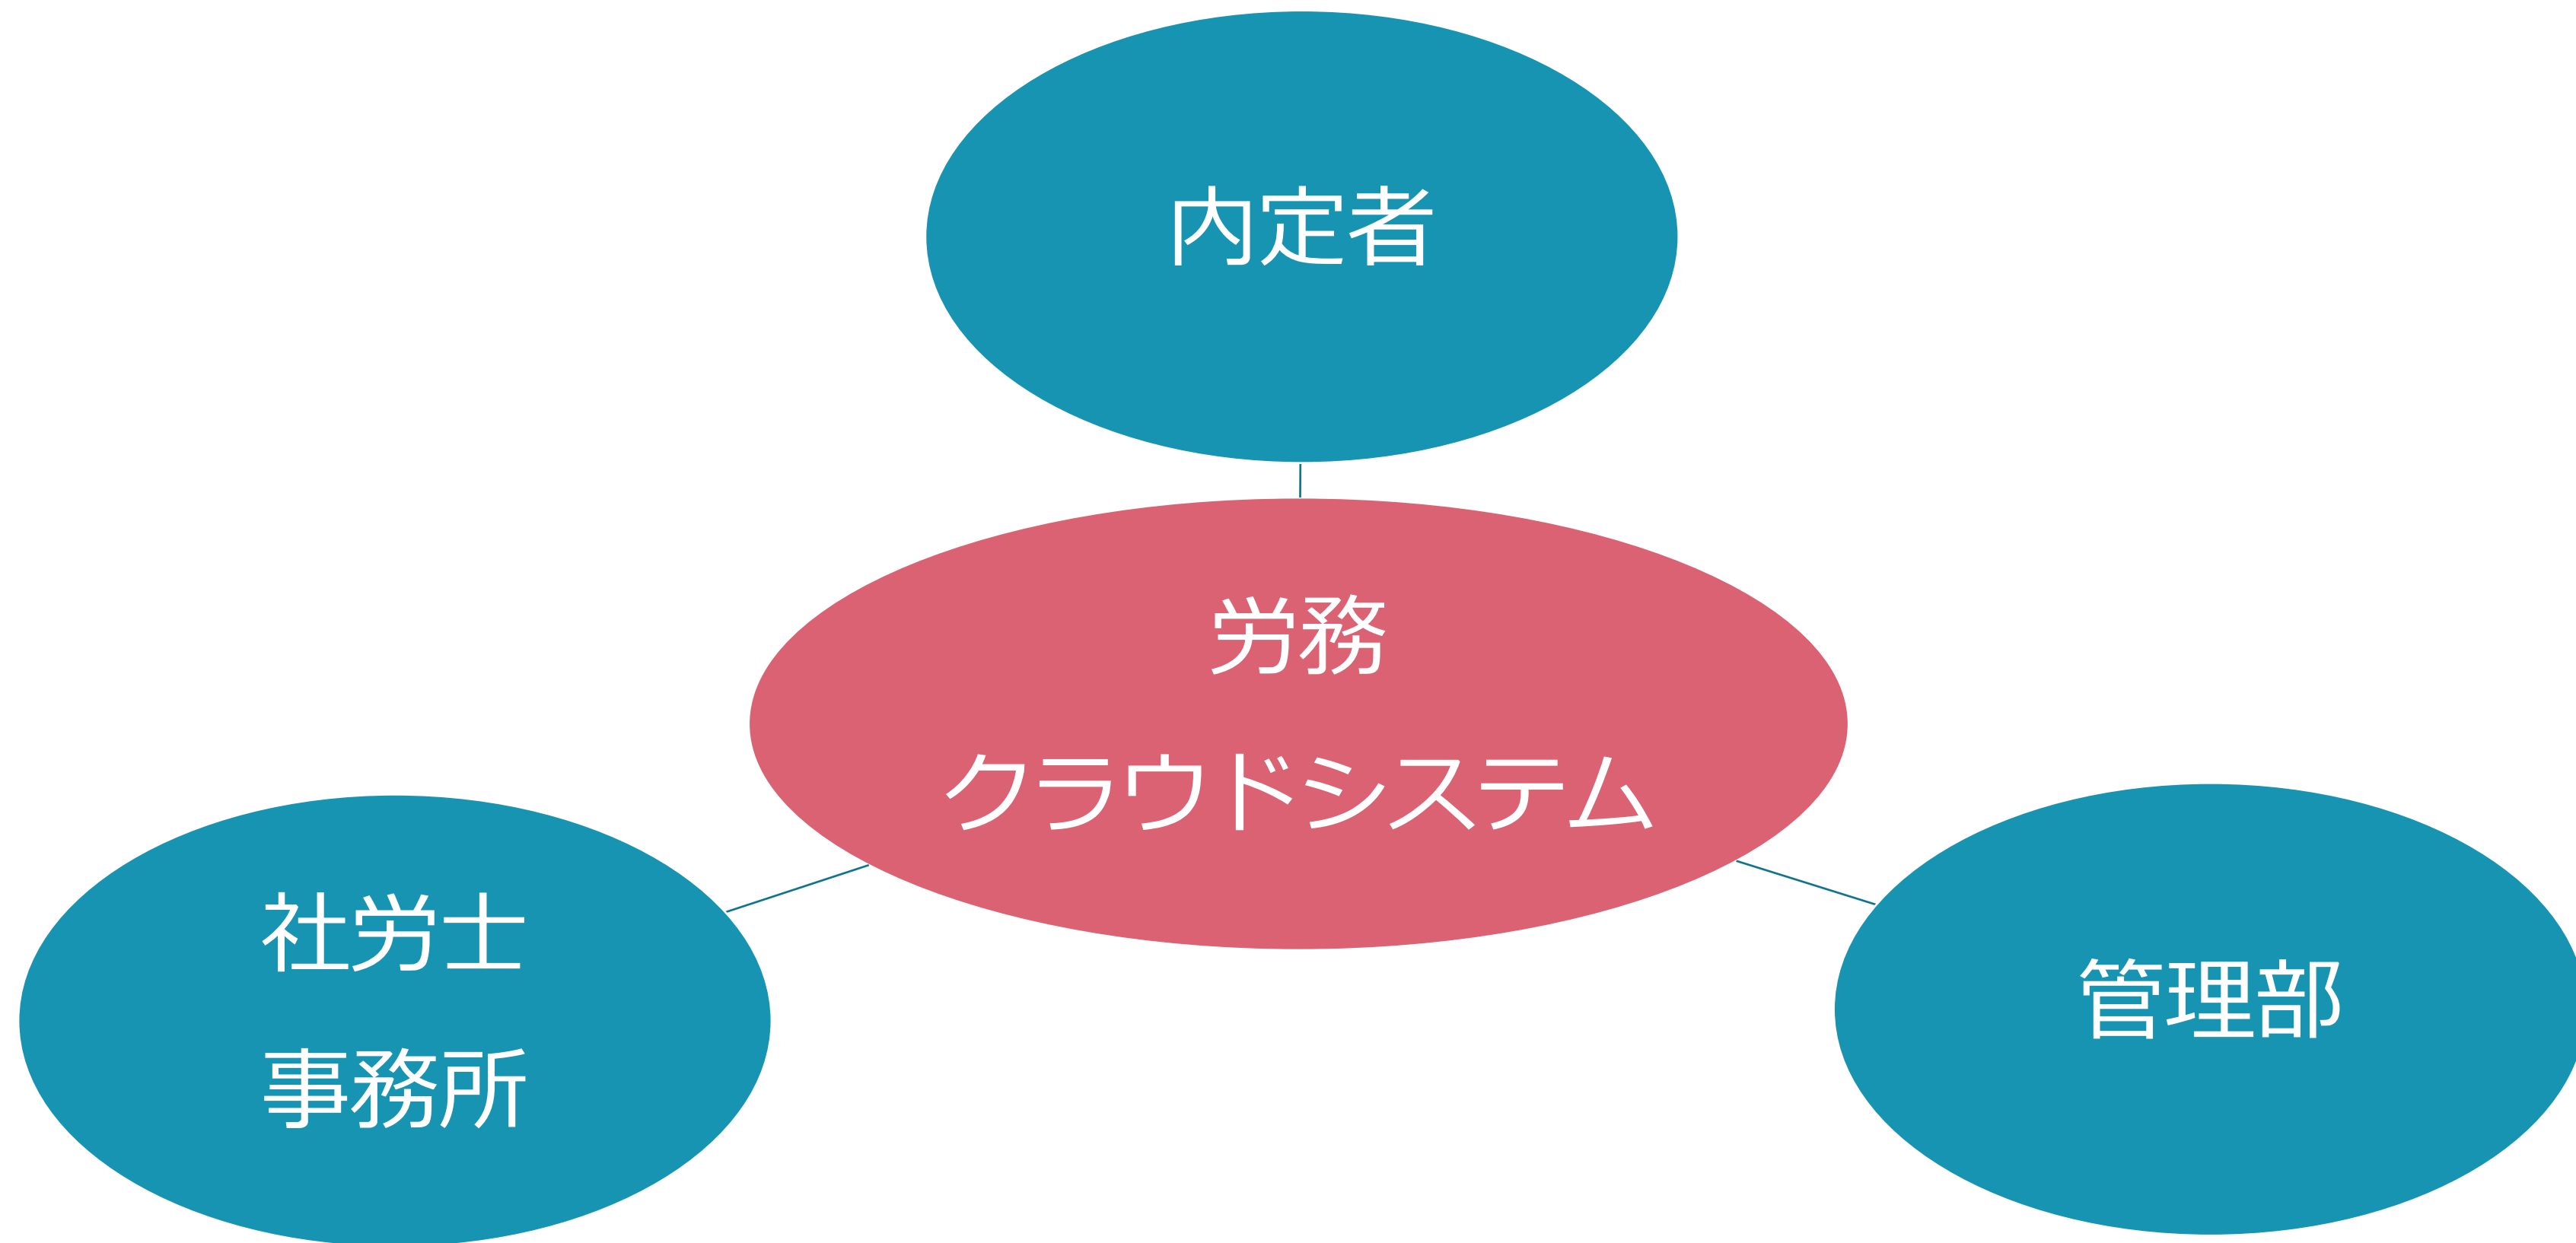 内定者
労務
クラウドシステム
社労士
事務所
管理部